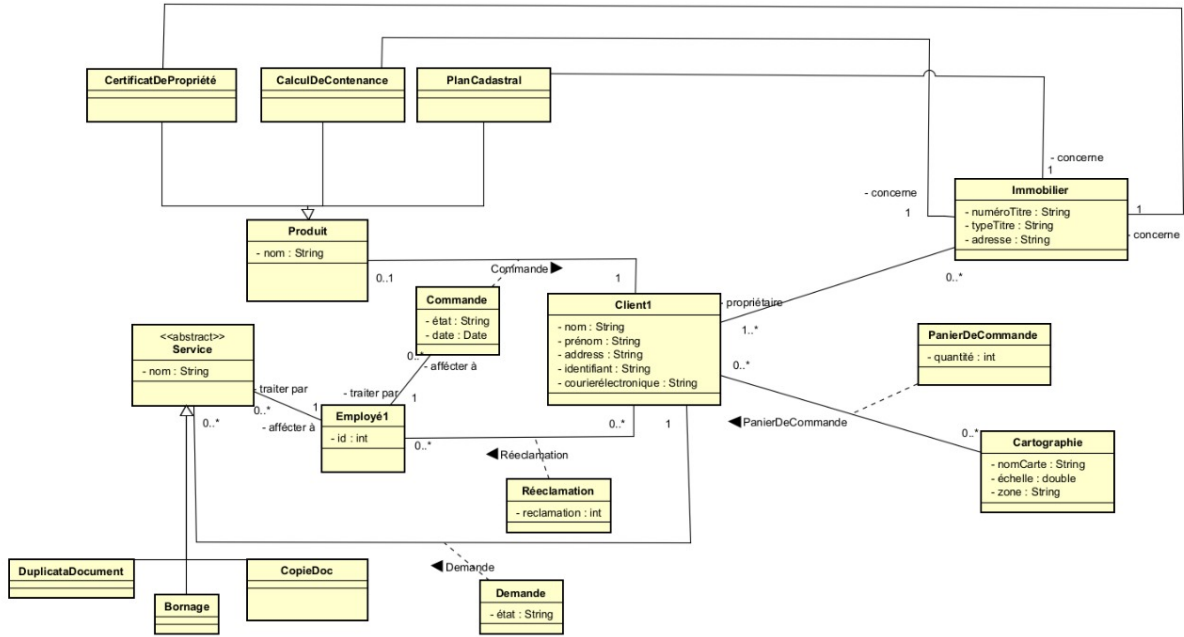 CertificatDePropriété
CalculDeContenance
PlanCadastral
- concerne
1
Immobilier
- numéroTitre : String
- typeTitre : String
- adresse : String
- concerne
1
1
- concerne
0..*
Produit
- nom : String
0..1
Commande ▶
1
Commande
- état : String
- date : Date
0..*
- affécter à
Client1
- nom : String
- prénom : String
- address : String
- identifiant : String
- courierélectronique : String
- propriétaire
1..*
0..*
PanierDeCommande
- quantité : int
◀ PanierDeCommande
0..*
Cartographie
- nomCarte : String
- échelle : double
- zone : String
<<abstract>>
Service
- nom : String
- traiter par
0..*
1
- affécter à
0..*
- traiter par
1
Employé1
- id : int
0..*
0..*
1
◀ Réeclamation
Réeclamation
- reclamation : int
DuplicataDocument
CopieDoc
Bornage
◀ Demande
Demande
- état : String